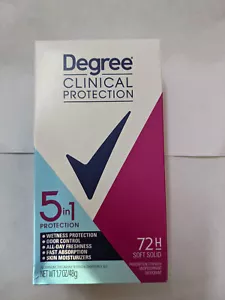 Degree®
CLINICAL
PROTECTION
5in1
PROTECTION
• WETNESS PROTECTION
• ODOR CONTROL
• ALL-DAY FRESHNESS
• FAST ABSORPTION
• SKIN MOISTURIZERS
72H
SOFT SOLID
NET WT 1.7 OZ (48g)